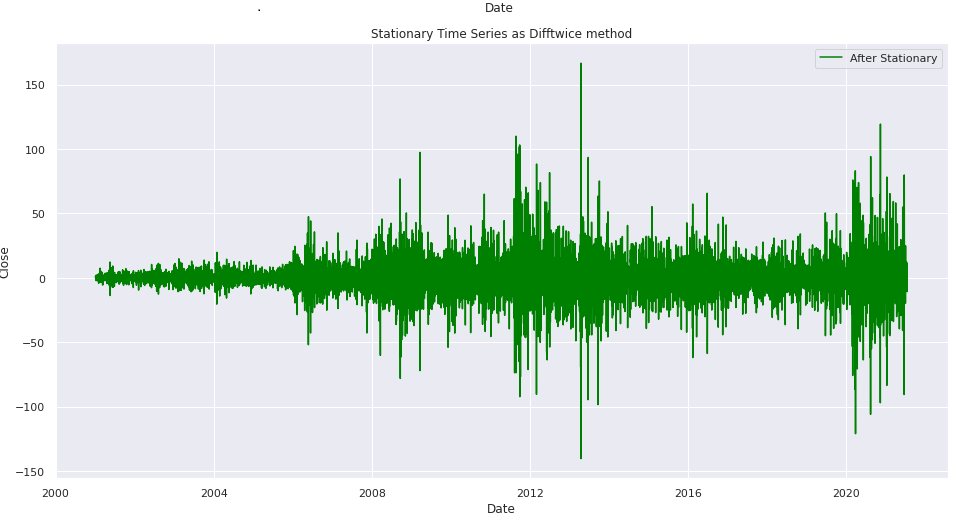 Date
Stationary Time Series as Difftwice method
After Stationary
Close
150
100
50
0
−50
−100
−150
2000 2004 2008 2012 2016 2020
Date